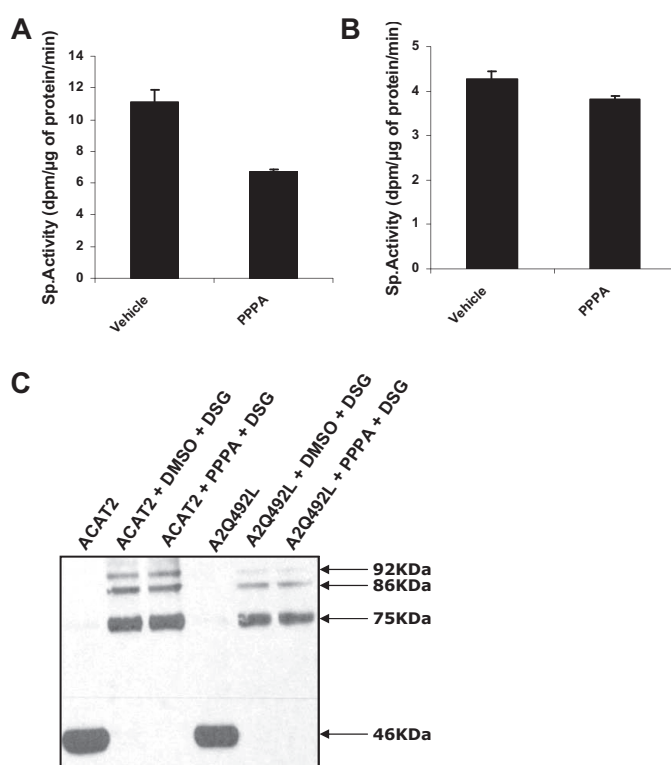 A
Sp.Activity (dpm/µg of protein/min)
14
12
10
8
6
4
2
0
Vehicle
PPPA
B
Sp.Activity (dpm/µg of protein/min)
5
4
3
2
1
0
Vehicle
PPPA
C
ACAT2
ACAT2 + DMSO + DSG
ACAT2 + PPPA + DSG
A2Q492L
A2Q492L + DMSO + DSG
A2Q492L + PPPA + DSG
92KDa
86KDa
75KDa
46KDa